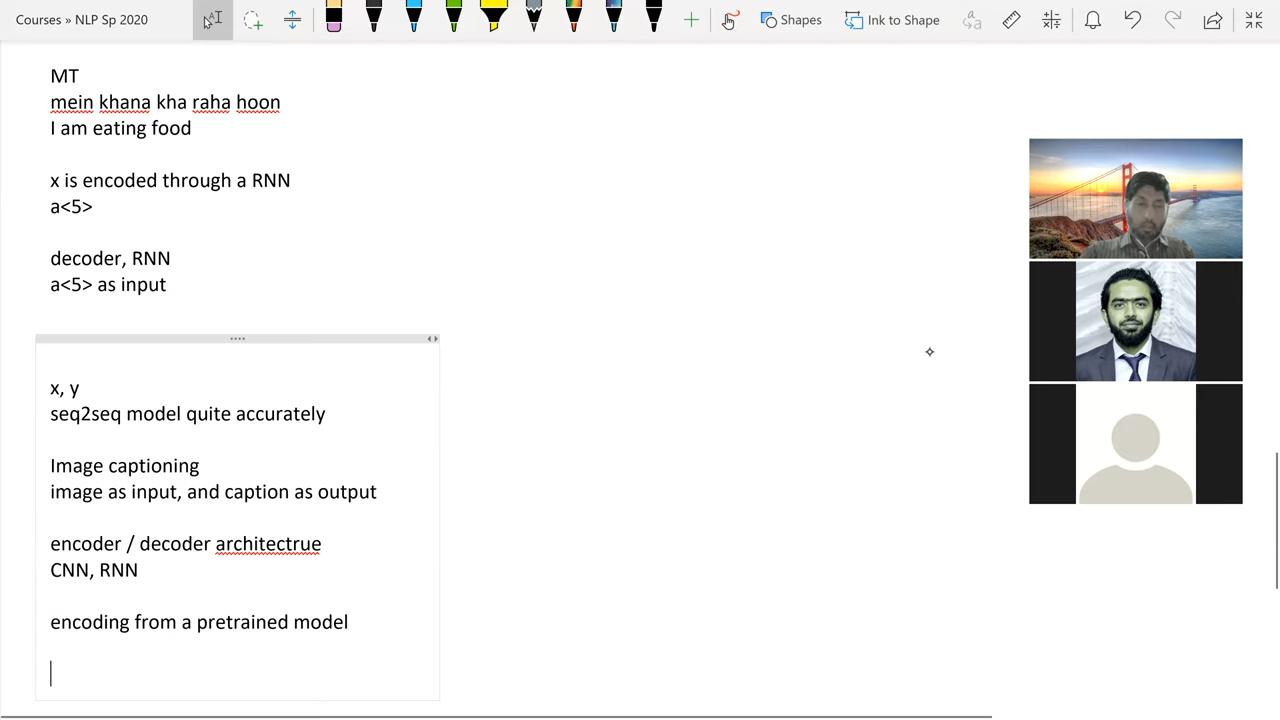 Courses » NLP Sp 2020
Shapes
Ink to Shape
MT
mein khana kha raha hoon
I am eating food
x is encoded through a RNN
a<5>
decoder, RNN
a<5> as input
x, y
seq2seq model quite accurately
Image captioning
image as input, and caption as output
encoder / decoder architectrue
CNN, RNN
encoding from a pretrained model